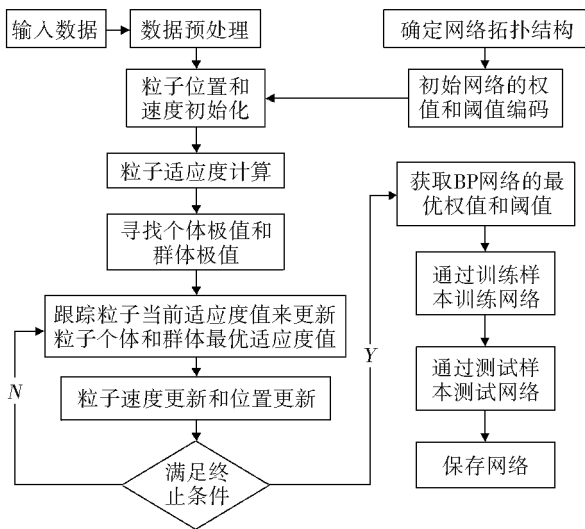 输入数据
数据预处理
确定网络拓扑结构
粒子位置和
速度初始化
初始网络的权
值和阈值编码
粒子适应度计算
寻找个体极值和
群体极值
跟踪粒子当前适应度值来更新
粒子个体和群体最优适应度值
粒子速度更新和位置更新
满足终
止条件
N
Y
获取BP网络的最
优权值和阈值
通过训练样
本训练网络
通过测试样
本测试网络
保存网络